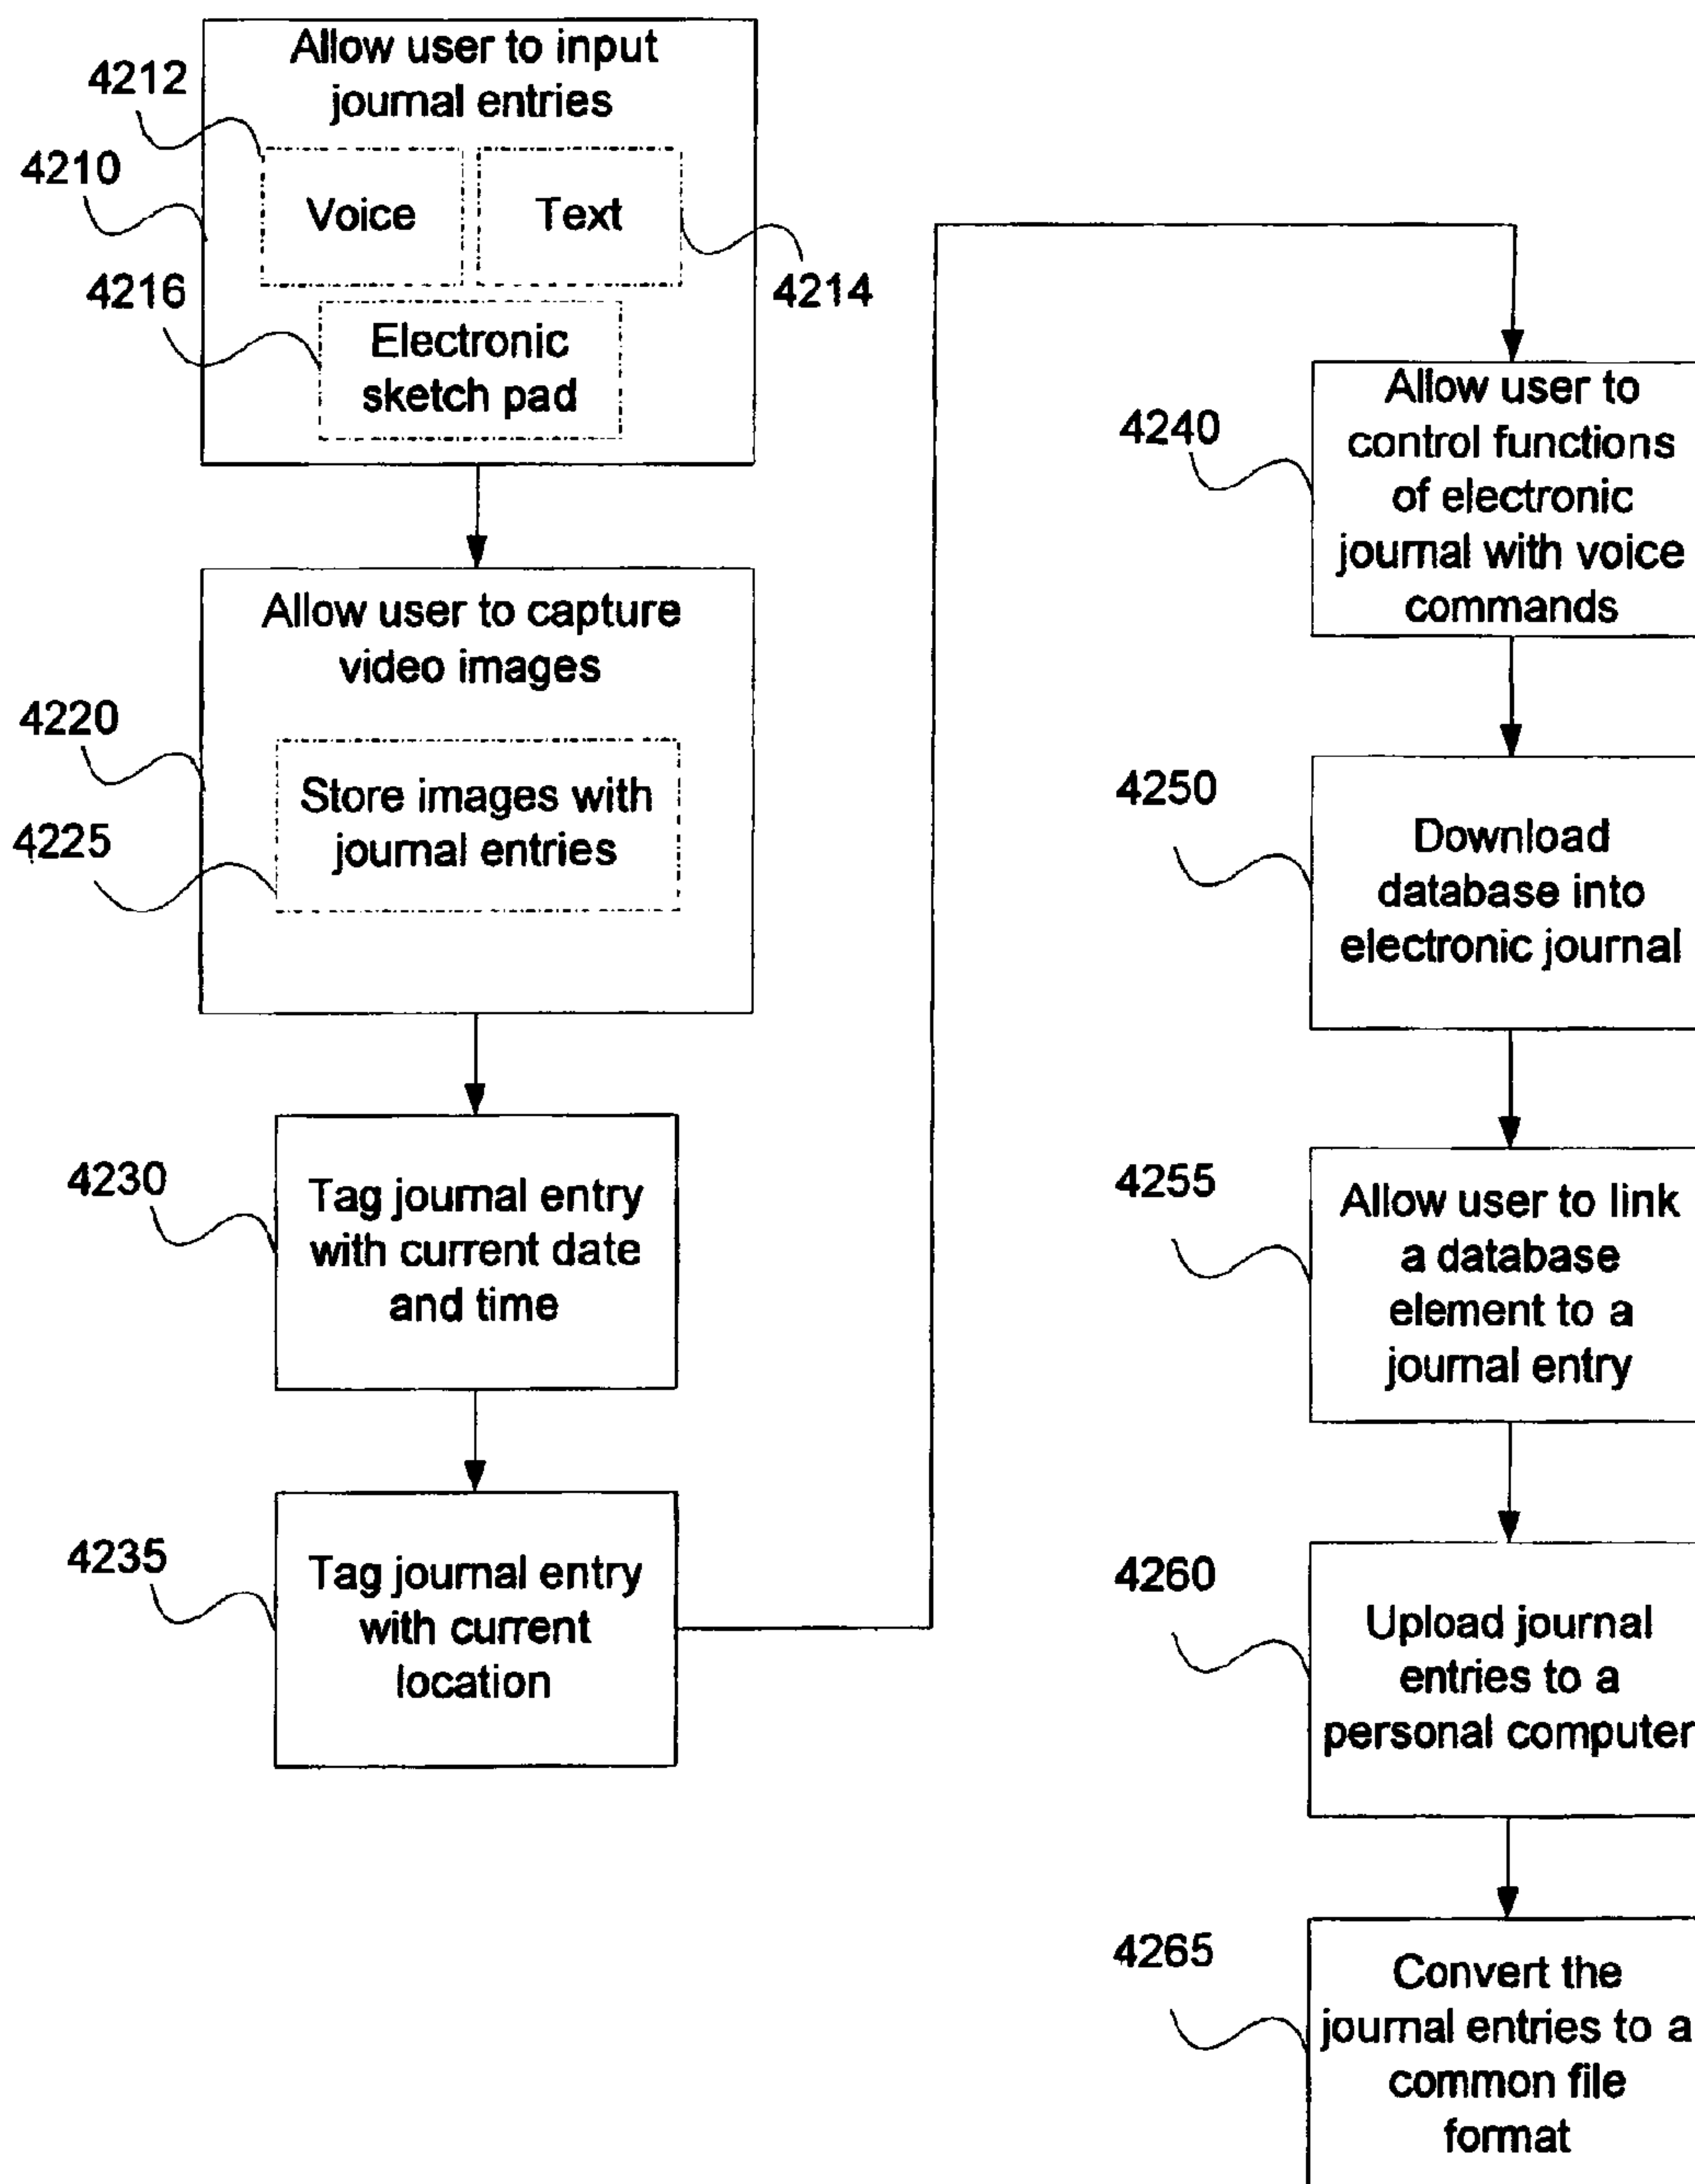 Allow user to input
journal entries
4212
4210
Voice
Text
4216
4214
Electronic
sketch pad
Allow user to capture
video images
4220
Store images with
journal entries
4225
4230
Tag journal entry
with current date
and time
4235
Tag journal entry
with current
location
4240
Allow user to
control functions
of electronic
journal with voice
commands
4250
Download
database into
electronic journal
4255
Allow user to link
a database
element to a
journal entry
4260
Upload journal
entries to a
personal computer
4265
Convert the
journal entries to a
common file
format